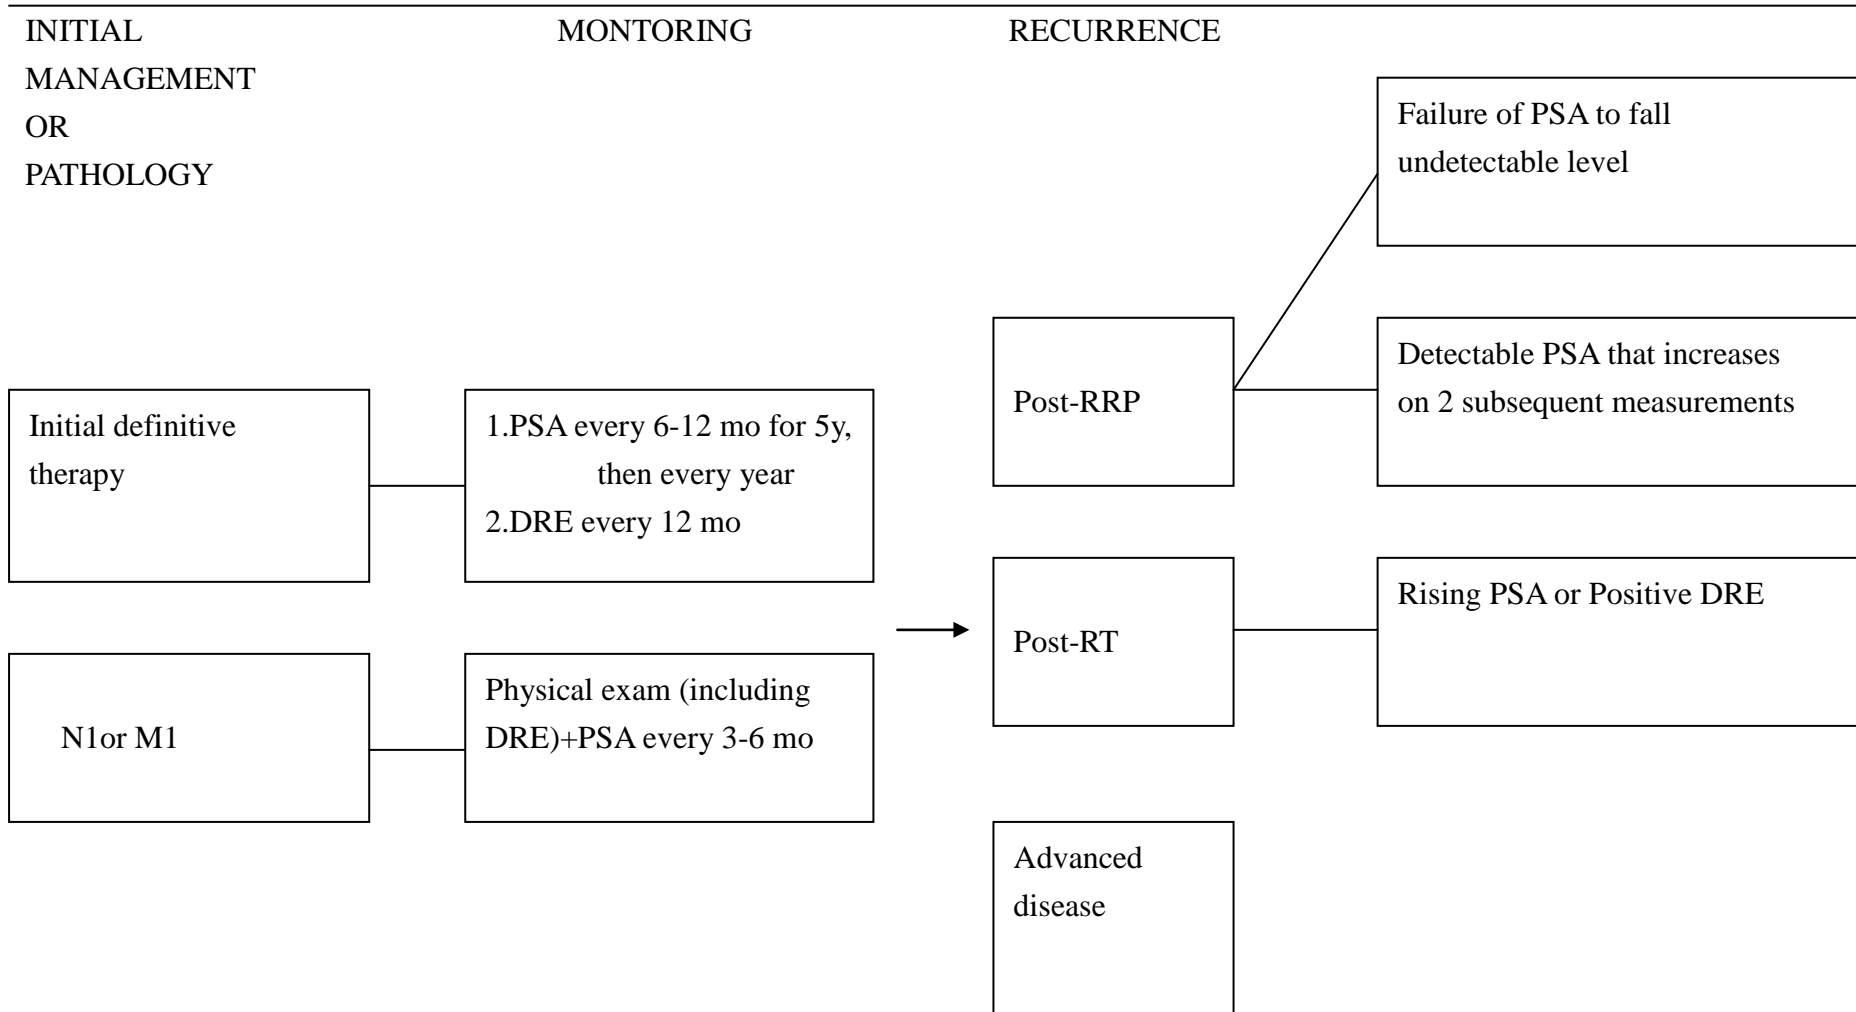 INITIAL
MANAGEMENT
OR
PATHOLOGY
MONTORING
RECURRENCE
Initial definitive
therapy
1.PSA every 6-12 mo for 5y,
then every year
2.DRE every 12 mo
N1or M1
Physical exam (including
DRE)+PSA every 3-6 mo
Post-RRP
Failure of PSA to fall
undetectable level
Detectable PSA that increases
on 2 subsequent measurements
Post-RT
Rising PSA or Positive DRE
Advanced
disease